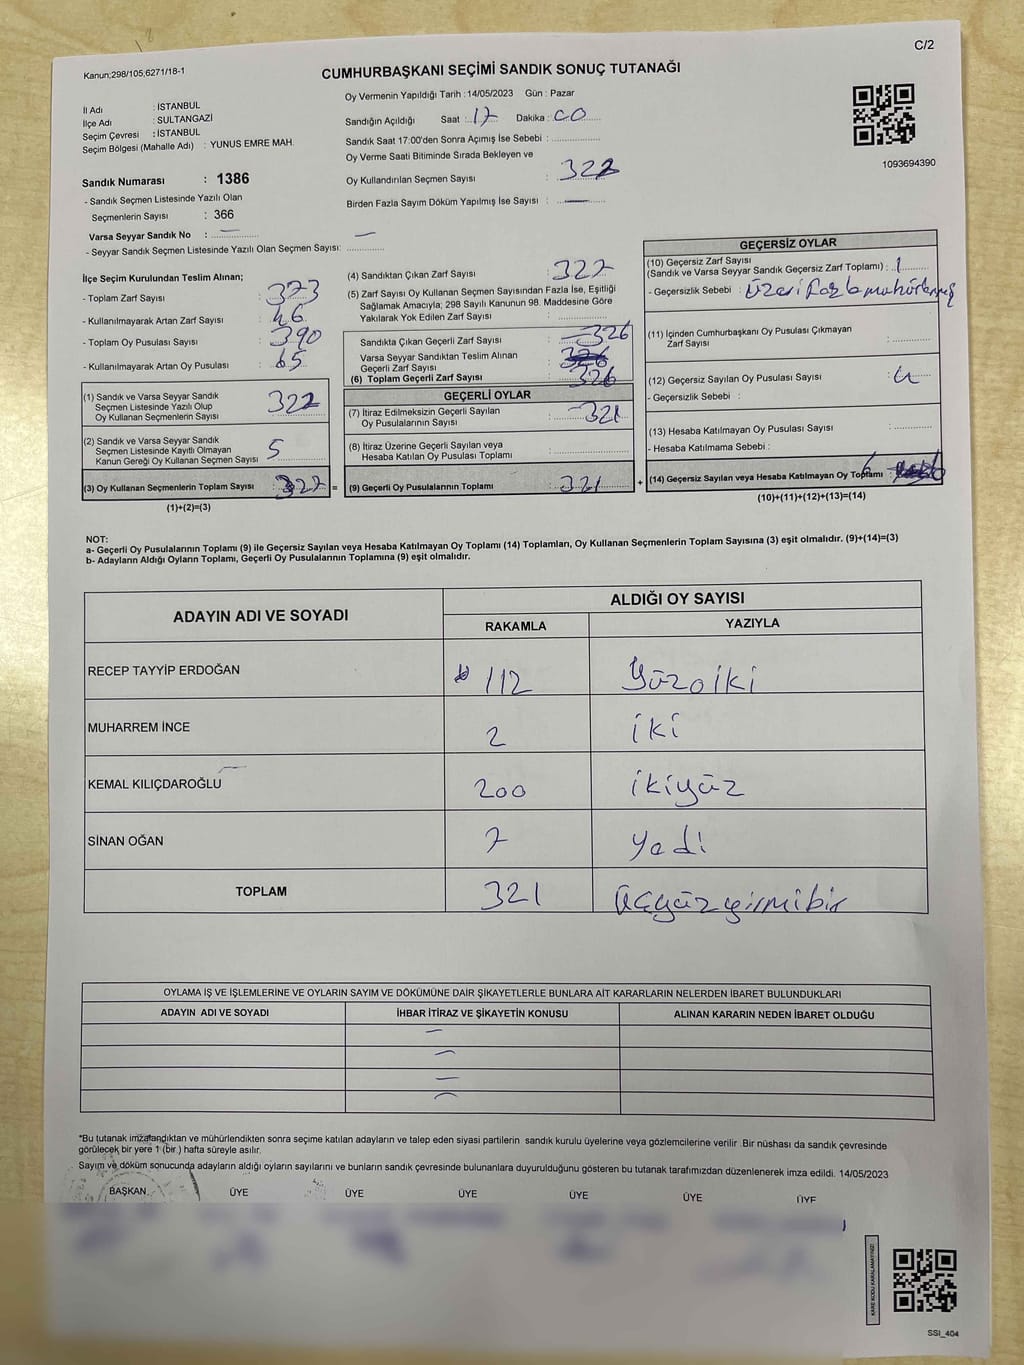 C/2
Kanun;298/105;6271/18-1
CUMHURBAŞKANI SEÇİMİ SANDIK SONUÇ TUTANAĞI
1093694390
İl Adı : İSTANBUL
İlçe Adı : SULTANGAZİ
Seçim Çevresi : İSTANBUL
Seçim Bölgesi (Mahalle Adı) : YUNUS EMRE MAH.
Sandık Numarası : 1386
- Sandık Seçmen Listesinde Yazılı Olan
Seçmenlerin Sayısı : 366
Varsa Seyyar Sandık No : —
- Seyyar Sandık Seçmen Listesinde Yazılı Olan Seçmen Sayısı: —
Oy Vermenin Yapıldığı Tarih :14/05/2023 Gün : Pazar
Sandığın Açıldığı Saat : 17 Dakika : 00
Sandık Saat 17:00'den Sonra Açımış İse Sebebi :
Oy Verme Saati Bitiminde Sırada Bekleyen ve
Oy Kullandırılan Seçmen Sayısı : 322
Birden Fazla Sayım Döküm Yapılmış İse Sayısı : —
İlçe Seçim Kurulundan Teslim Alınan;
- Toplam Zarf Sayısı : 373
- Kullanılmayarak Artan Zarf Sayısı : 46
- Toplam Oy Pusulası Sayısı : 390
- Kullanılmayarak Artan Oy Pusulası : 65
(1) Sandık ve Varsa Seyyar Sandık
Seçmen Listesinde Yazılı Olup
Oy Kullanan Seçmenlerin Sayısı : 322
(2) Sandık ve Varsa Seyyar Sandık
Seçmen Listesinde Kayıtlı Olmayan
Kanun Gereği Oy Kullanan Seçmen Sayısı : 5
(3) Oy Kullanan Seçmenlerin Toplam Sayısı : 327 =
(1)+(2)=(3)
(4) Sandıktan Çıkan Zarf Sayısı : 327
(5) Zarf Sayısı Oy Kullanan Seçmen Sayısından Fazla İse, Eşitliği
Sağlamak Amacıyla; 298 Sayılı Kanunun 98. Maddesine Göre
Yakılarak Yok Edilen Zarf Sayısı :
Sandıkta Çıkan Geçerli Zarf Sayısı : 326
Varsa Seyyar Sandıktan Teslim Alınan
Geçerli Zarf Sayısı :
(6) Toplam Geçerli Zarf Sayısı : 326
GEÇERLİ OYLAR
(7) İtiraz Edilmeksizin Geçerli Sayılan
Oy Pusulalarının Sayısı : 321
(8) İtiraz Üzerine Geçerli Sayılan veya
Hesaba Katılan Oy Pusulası Toplamı :
(9) Geçerli Oy Pusulalarının Toplamı : 321 +
GEÇERSİZ OYLAR
(10) Geçersiz Zarf Sayısı
(Sandık ve Varsa Seyyar Sandık Geçersiz Zarf Toplamı) : 1
- Geçersizlik Sebebi : Üzeri fazla mühürlenmiş
(11) İçinden Cumhurbaşkanı Oy Pusulası Çıkmayan
Zarf Sayısı :
(12) Geçersiz Sayılan Oy Pusulası Sayısı : 4
- Geçersizlik Sebebi :
(13) Hesaba Katılmayan Oy Pusulası Sayısı :
- Hesaba Katılmama Sebebi :
(14) Geçersiz Sayılan veya Hesaba Katılmayan Oy Toplamı : 6
(10)+(11)+(12)+(13)=(14)
NOT:
a- Geçerli Oy Pusulalarının Toplamı (9) ile Geçersiz Sayılan veya Hesaba Katılmayan Oy Toplamı (14) Toplamları, Oy Kullanan Seçmenlerin Toplam Sayısına (3) eşit olmalıdır. (9)+(14)=(3)
b- Adayların Aldığı Oyların Toplamı, Geçerli Oy Pusulalarının Toplamına (9) eşit olmalıdır.
ADAYIN ADI VE SOYADI ALDIĞI OY SAYISI
RAKAMLA YAZIYLA
RECEP TAYYİP ERDOĞAN 112 Yüzoniki
MUHARREM İNCE 2 iki
KEMAL KILIÇDAROĞLU 200 ikiyüz
SİNAN OĞAN 7 Yedi
TOPLAM 321 Üçyüzyirmibir
OYLAMA İŞ VE İŞLEMLERİNE VE OYLARIN SAYIM VE DÖKÜMÜNE DAİR ŞİKAYETLERLE BUNLARA AİT KARARLARIN NELERDEN İBARET BULUNDUKLARI
ADAYIN ADI VE SOYADI İHBAR İTİRAZ VE ŞİKAYETİN KONUSU ALINAN KARARIN NEDEN İBARET OLDUĞU
*Bu tutanak imzalandıktan ve mühürlendikten sonra seçime katılan adayların ve talep eden siyasi partilerin sandık kurulu üyelerine veya gözlemcilerine verilir .Bir nüshası da sandık çevresinde
görülecek bir yere 1 (bir ) hafta süreyle asılır.
Sayım ve döküm sonucunda adayların aldığı oyların sayılarını ve bunların sandık çevresinde bulunanlara duyurulduğunu gösteren bu tutanak tarafımızdan düzenlenerek imza edildi. 14/05/2023
BAŞKAN ÜYE ÜYE ÜYE ÜYE ÜYE ÜYE
KARE KODU KARALAMAYINIZ!
SSI_404